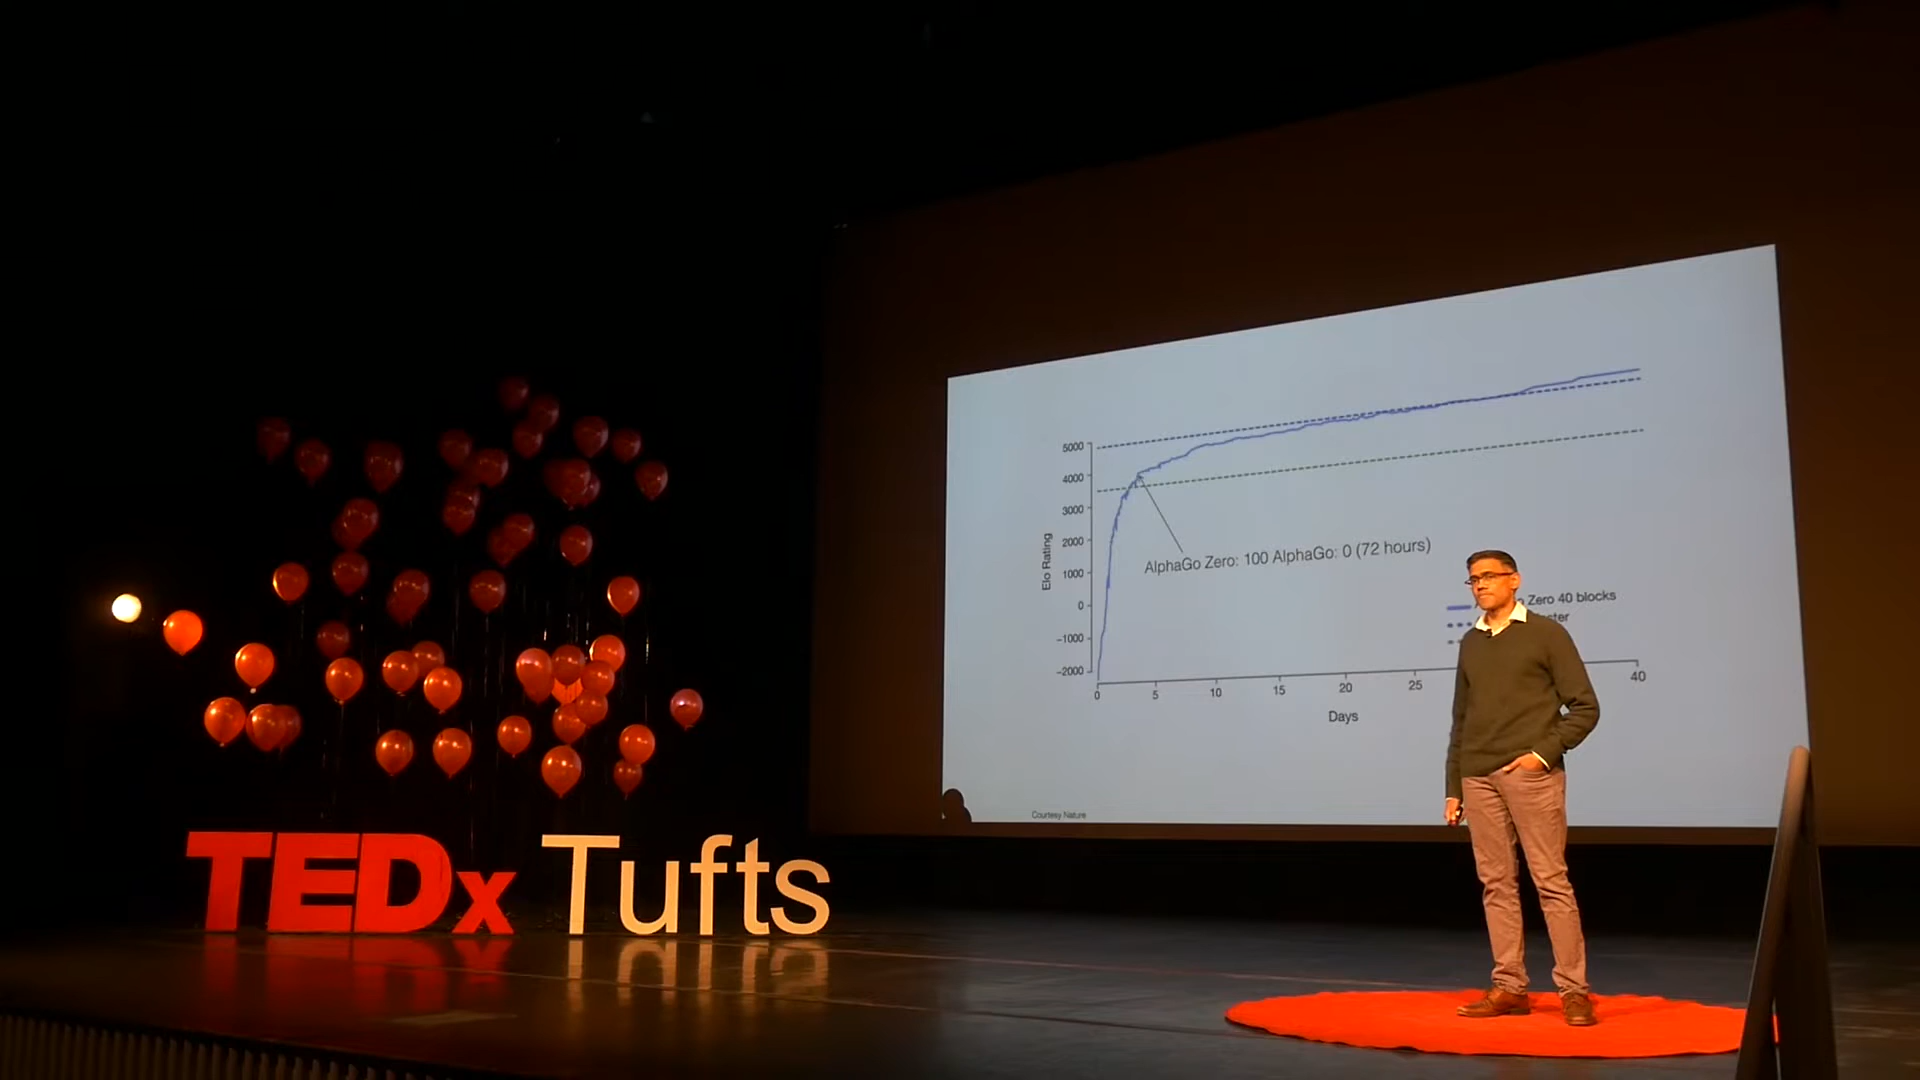 5000
4000
3000
2000
1000
0
−1000
−2000
Elo Rating
AlphaGo Zero: 100 AlphaGo: 0 (72 hours)
Zero 40 blocks
0 5 10 15 20 25 40
Days
Courtesy Nature
TEDx Tufts